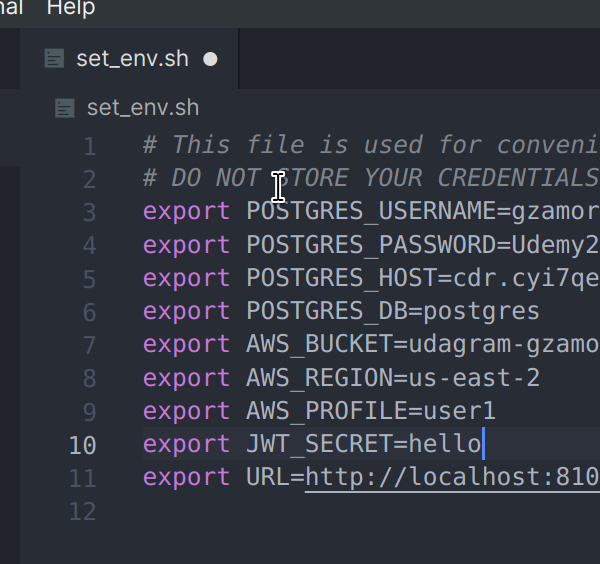 nal Help
set_env.sh
set_env.sh
1 # This file is used for conveni
2 # DO NOT STORE YOUR CREDENTIALS
3 export POSTGRES_USERNAME=gzamor
4 export POSTGRES_PASSWORD=Udemy2
5 export POSTGRES_HOST=cdr.cyi7qe
6 export POSTGRES_DB=postgres
7 export AWS_BUCKET=udagram-gzamo
8 export AWS_REGION=us-east-2
9 export AWS_PROFILE=user1
10 export JWT_SECRET=hello
11 export URL=http://localhost:810
12